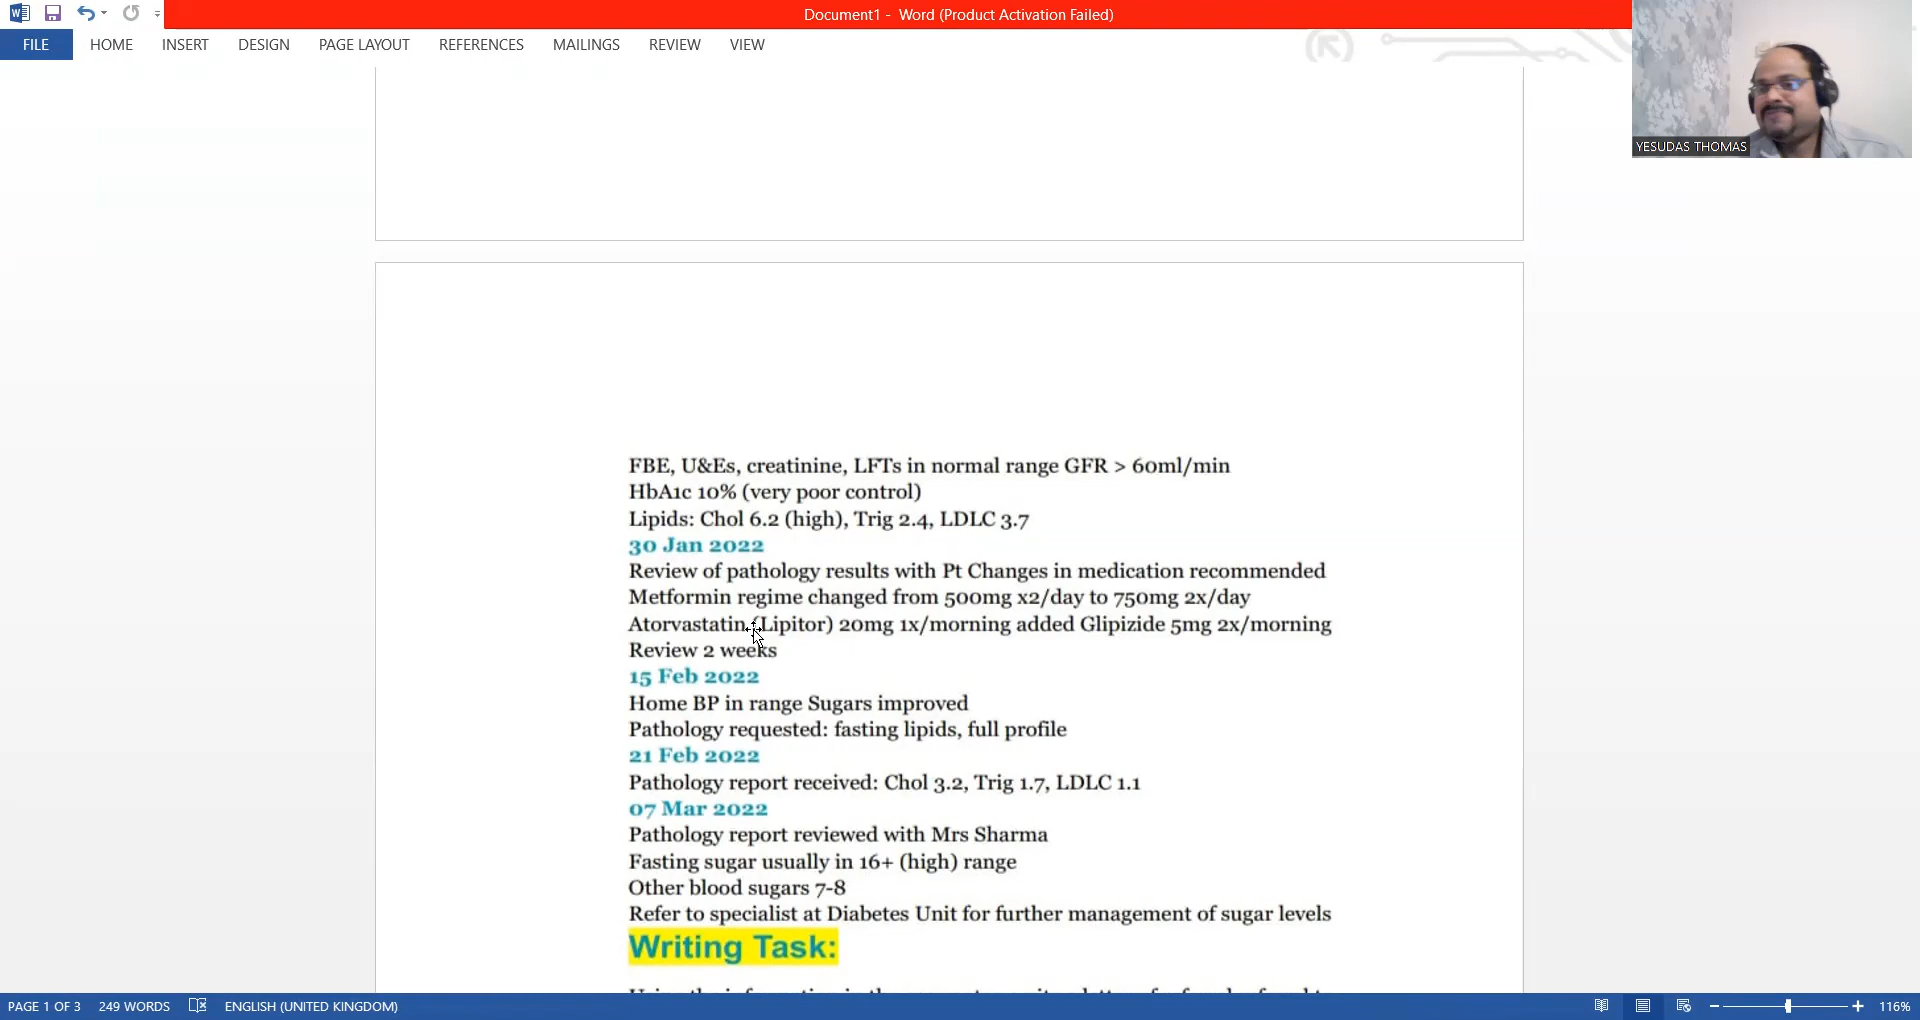 Document1 - Word (Product Activation Failed)
FILE HOME INSERT DESIGN PAGE LAYOUT REFERENCES MAILINGS REVIEW VIEW
YESUDAS THOMAS
FBE, U&Es, creatinine, LFTs in normal range GFR > 60ml/min
HbA1c 10% (very poor control)
Lipids: Chol 6.2 (high), Trig 2.4, LDLC 3.7
30 Jan 2022
Review of pathology results with Pt Changes in medication recommended
Metformin regime changed from 500mg x2/day to 750mg 2x/day
Atorvastatin (Lipitor) 20mg 1x/morning added Glipizide 5mg 2x/morning
Review 2 weeks
15 Feb 2022
Home BP in range Sugars improved
Pathology requested: fasting lipids, full profile
21 Feb 2022
Pathology report received: Chol 3.2, Trig 1.7, LDLC 1.1
07 Mar 2022
Pathology report reviewed with Mrs Sharma
Fasting sugar usually in 16+ (high) range
Other blood sugars 7-8
Refer to specialist at Diabetes Unit for further management of sugar levels
Writing Task:
PAGE 1 OF 3 249 WORDS ENGLISH (UNITED KINGDOM) 116%